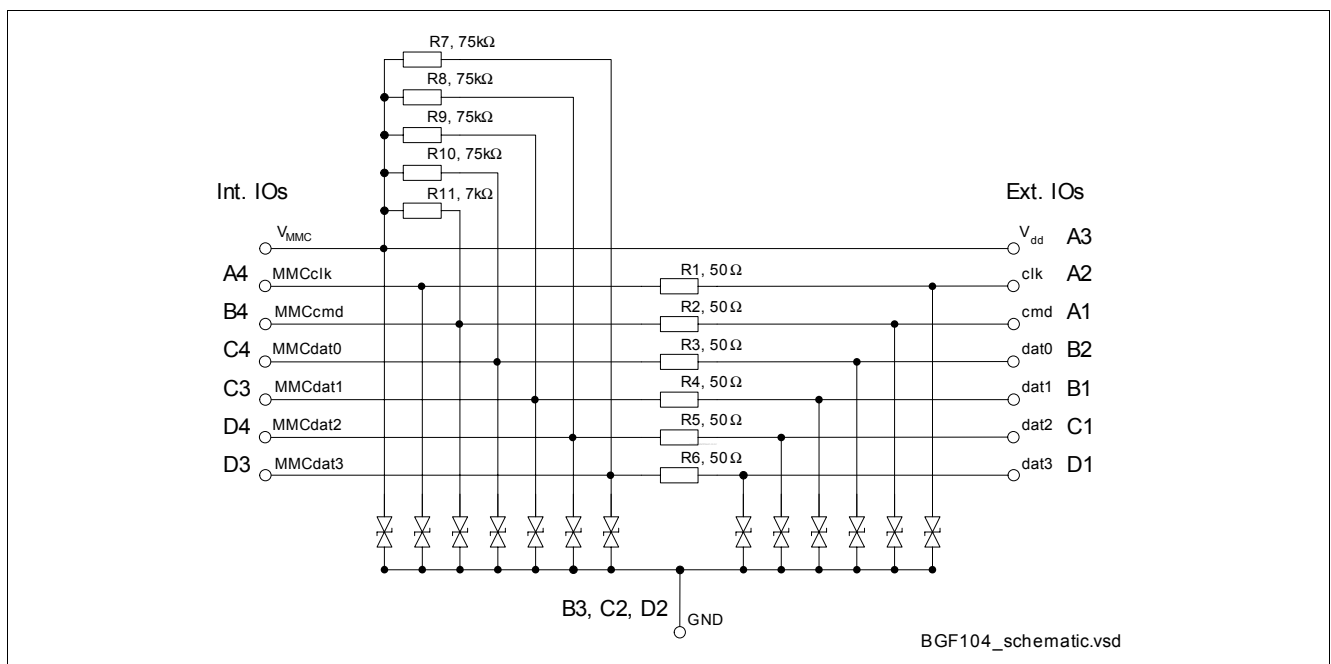 R7, 75kΩ
R8, 75kΩ
R9, 75kΩ
R10, 75kΩ
Int. IOs
Ext. IOs
R11, 7kΩ
VMMC
Vdd A3
A4 MMCclk
R1, 50Ω
clk A2
B4 MMCcmd
R2, 50Ω
cmd A1
C4 MMCdat0
R3, 50Ω
dat0 B2
C3 MMCdat1
R4, 50Ω
dat1 B1
D4 MMCdat2
R5, 50Ω
dat2 C1
D3 MMCdat3
R6, 50Ω
dat3 D1
B3, C2, D2
GND
BGF104_schematic.vsd